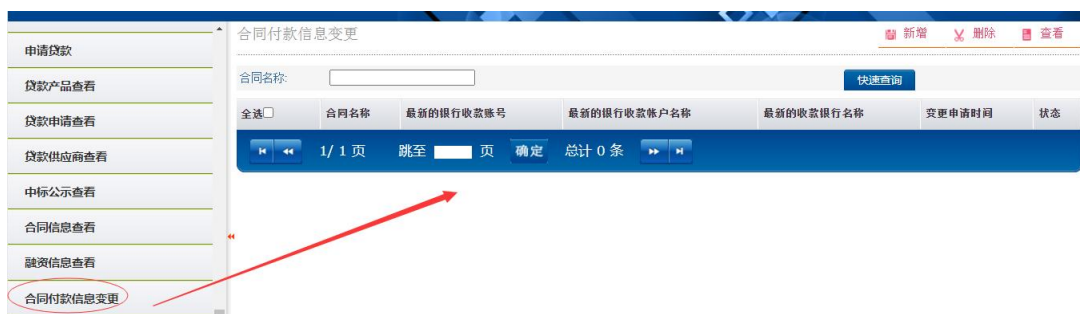 合同付款信息变更
新增 删除 查看
申请贷款
贷款产品查看
贷款申请查看
贷款供应商查看
中标公示查看
合同信息查看
融资信息查看
合同付款信息变更
合同名称:
快速查询
全选 合同名称 最新的银行收款账号 最新的银行收款帐户名称 最新的收款银行名称 变更申请时间 状态
1/ 1 页 跳至 页 确定 总计 0 条